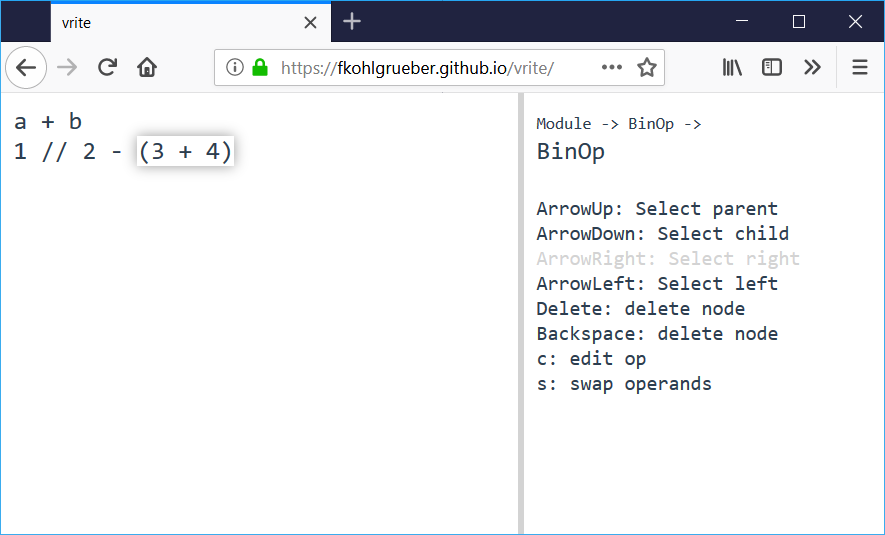 vrite
https://fkohlgrueber.github.io/vrite/
a + b
1 // 2 - (3 + 4)
Module -> BinOp ->
BinOp
ArrowUp: Select parent
ArrowDown: Select child
ArrowRight: Select right
ArrowLeft: Select left
Delete: delete node
Backspace: delete node
c: edit op
s: swap operands